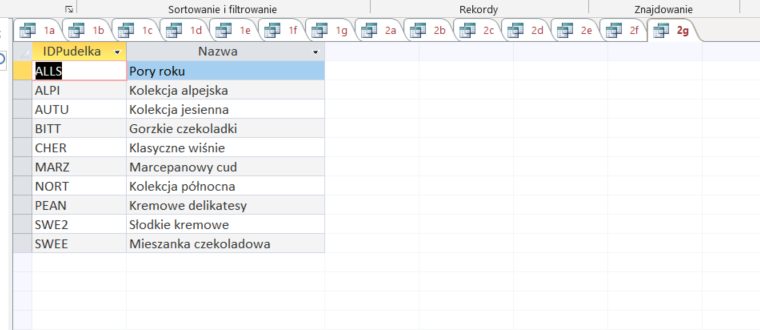 Sortowanie i filtrowanie Rekordy Znajdowanie
1a 1b 1c 1d 1e 1f 1g 2a 2b 2c 2d 2e 2f 2g
IDPudelka Nazwa
ALLS Pory roku
ALPI Kolekcja alpejska
AUTU Kolekcja jesienna
BITT Gorzkie czekoladki
CHER Klasyczne wiśnie
MARZ Marcepanowy cud
NORT Kolekcja północna
PEAN Kremowe delikatesy
SWE2 Słodkie kremowe
SWEE Mieszanka czekoladowa